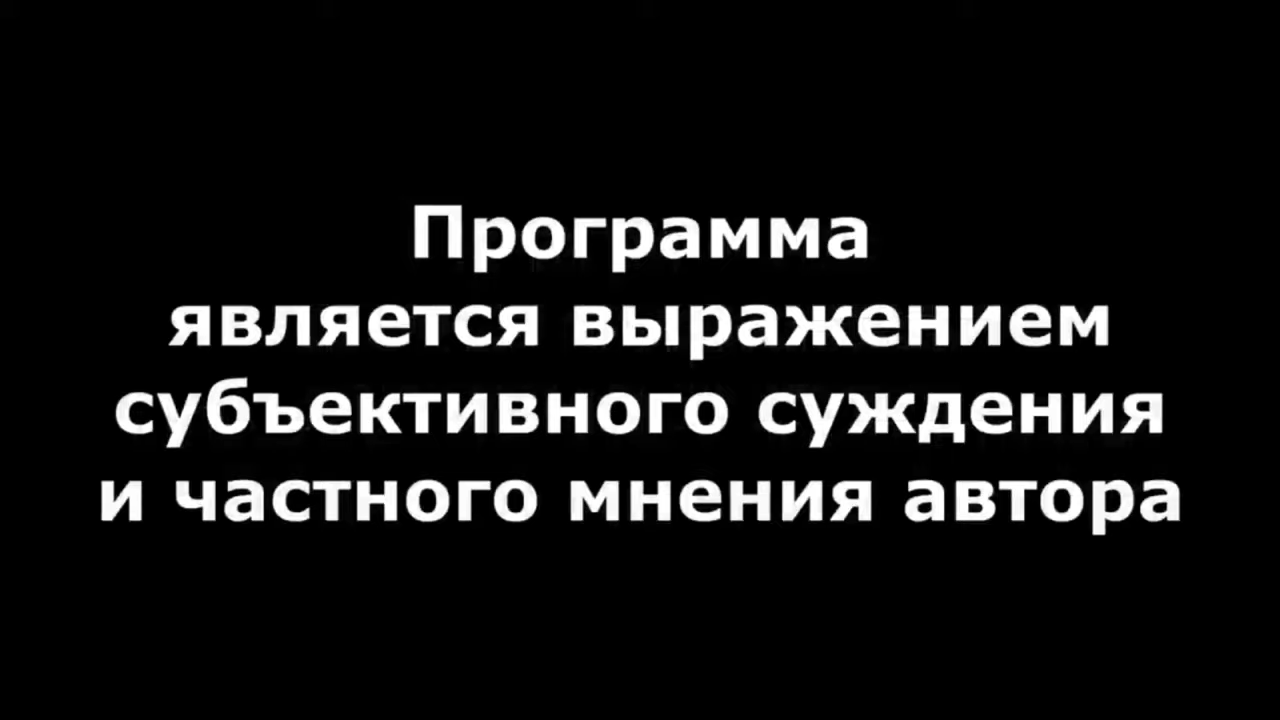 Программа
является выражением
субъективного суждения
и частного мнения автора